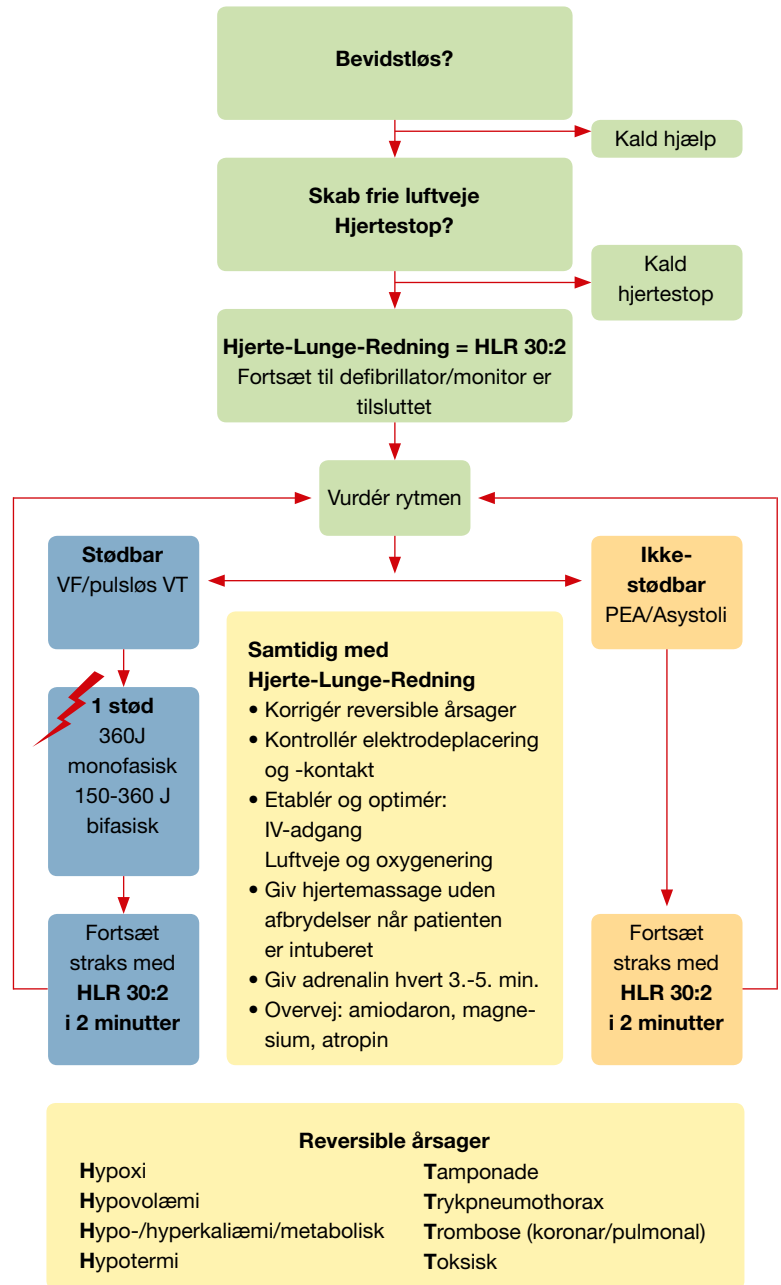 Bevidstløs?
Kald hjælp
Skab frie luftveje
Hjertestop?
Kald
hjertestop
Hjerte-Lunge-Redning = HLR 30:2
Fortsæt til defibrillator/monitor er
tilsluttet
Vurdér rytmen
Stødbar
VF/pulsløs VT
1 stød
360J
monofasisk
150-360 J
bifasisk
Fortsæt
straks med
HLR 30:2
i 2 minutter
Samtidig med
Hjerte-Lunge-Redning
• Korrigér reversible årsager
• Kontrollér elektrodeplacering
og -kontakt
• Etablér og optimér:
IV-adgang
Luftveje og oxygenering
• Giv hjertemassage uden
afbrydelser når patienten
er intuberet
• Giv adrenalin hvert 3.-5. min.
• Overvej: amiodaron, magne-
sium, atropin
Ikke-
stødbar
PEA/Asystoli
Fortsæt
straks med
HLR 30:2
i 2 minutter
Reversible årsager
Hypoxi
Hypovolæmi
Hypo-/hyperkaliæmi/metabolisk
Hypotermi
Tamponade
Trykpneumothorax
Trombose (koronar/pulmonal)
Toksisk